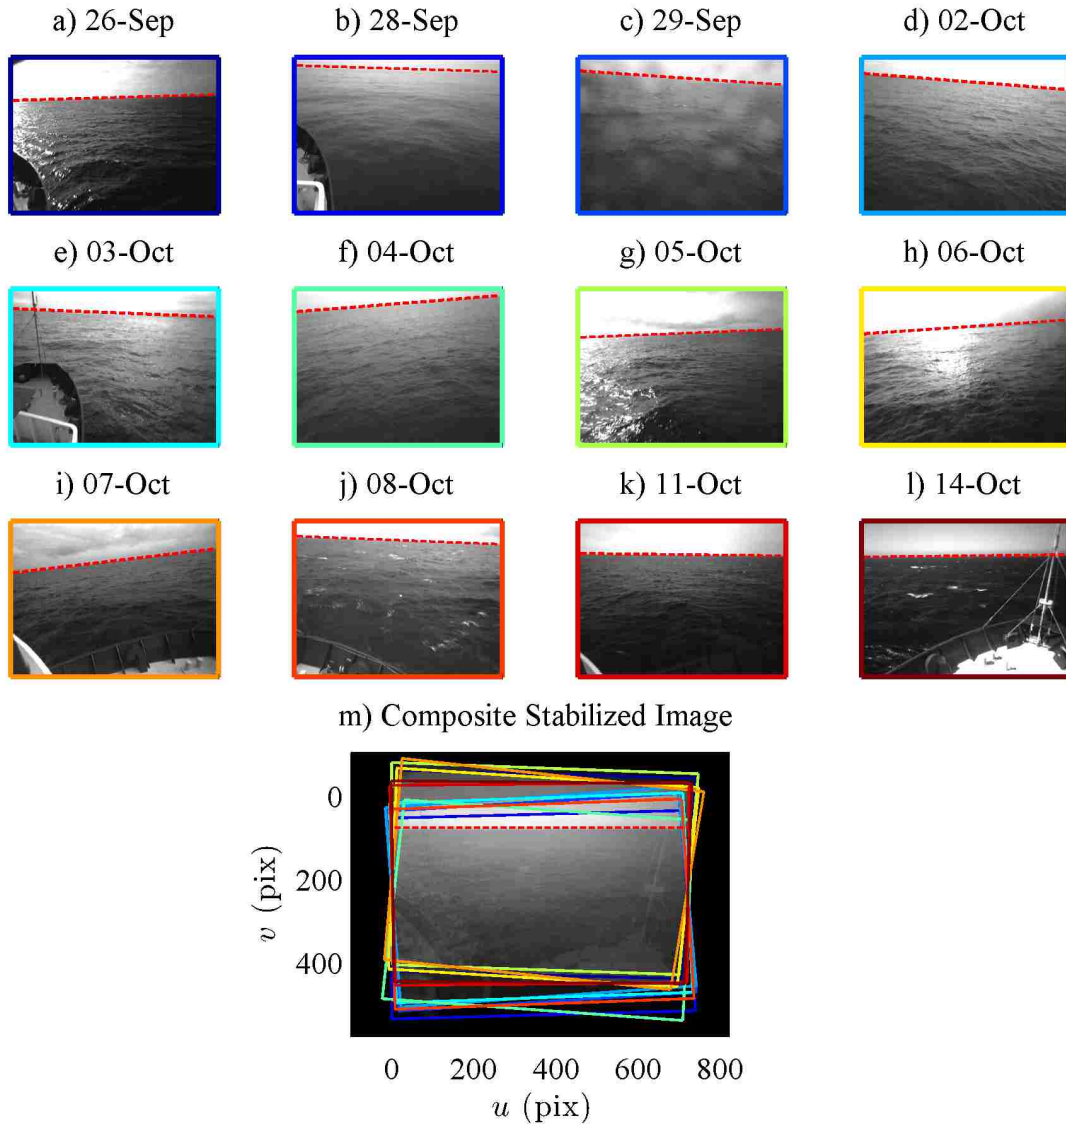 a) 26-Sep
b) 28-Sep
c) 29-Sep
d) 02-Oct
e) 03-Oct
f) 04-Oct
g) 05-Oct
h) 06-Oct
i) 07-Oct
j) 08-Oct
k) 11-Oct
l) 14-Oct
m) Composite Stabilized Image
0
200
400
v (pix)
0 200 400 600 800
u (pix)